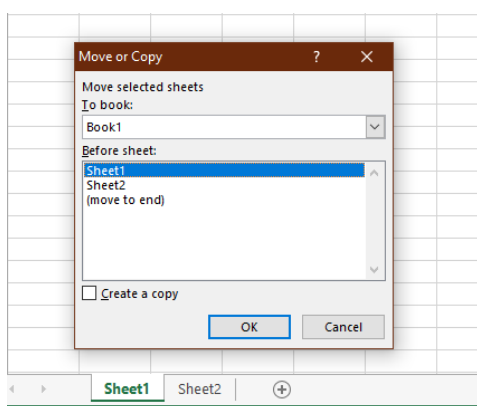 Move or Copy ?
Move selected sheets
To book:
Book1
Before sheet:
Sheet1
Sheet2
(move to end)
Create a copy
OK Cancel
Sheet1 Sheet2